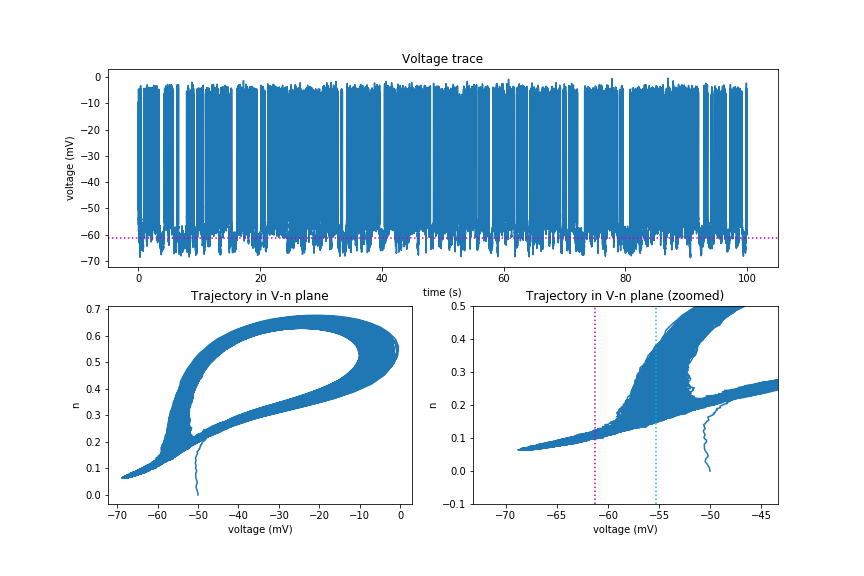 Voltage trace
0
−10
−20
−30
−40
−50
−60
−70
voltage (mV)
0 20 40 60 80 100
time (s)
Trajectory in V-n plane
0.7
0.6
0.5
0.4
0.3
0.2
0.1
0.0
n
−70 −60 −50 −40 −30 −20 −10 0
voltage (mV)
Trajectory in V-n plane (zoomed)
0.5
0.4
0.3
0.2
0.1
0.0
−0.1
n
−70 −65 −60 −55 −50 −45
voltage (mV)